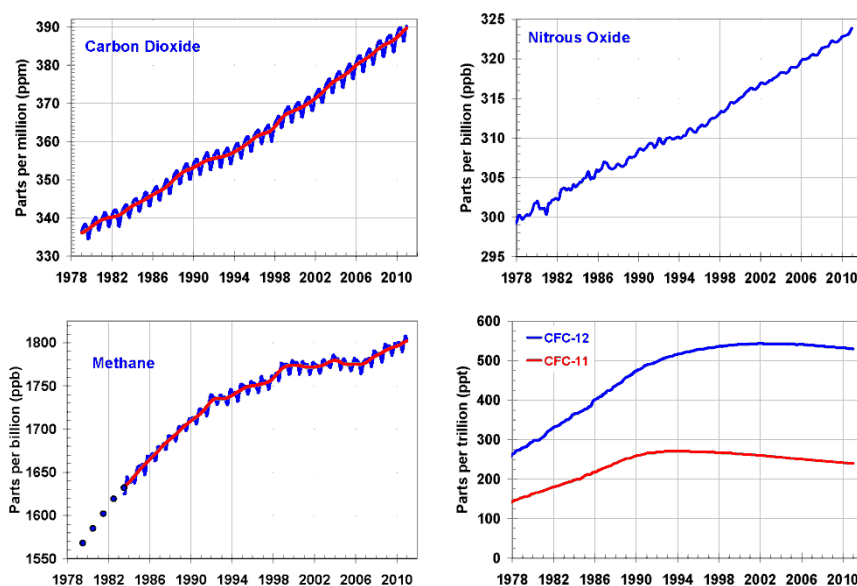 Carbon Dioxide
Parts per million (ppm)
390
380
370
360
350
340
330
1978 1982 1986 1990 1994 1998 2002 2006 2010
Nitrous Oxide
Parts per billion (ppb)
325
320
315
310
305
300
295
1978 1982 1986 1990 1994 1998 2002 2006 2010
Methane
Parts per billion (ppb)
1800
1750
1700
1650
1600
1550
1978 1982 1986 1990 1994 1998 2002 2006 2010
CFC-12
CFC-11
Parts per trillion (ppt)
600
500
400
300
200
100
0
1978 1982 1986 1990 1994 1998 2002 2006 2010